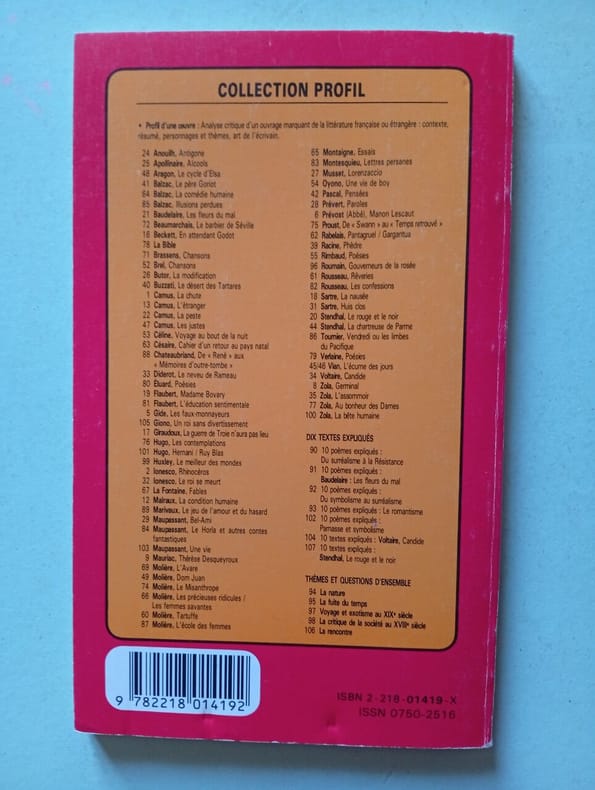 COLLECTION PROFIL
• Profil d'une œuvre : Analyse critique d'un ouvrage marquant de la littérature française ou étrangère : contexte,
résumé, personnages et thèmes, art de l'écrivain.
24 Anouilh, Antigone
25 Apollinaire, Alcools
48 Aragon, Le cycle d'Elsa
41 Balzac, Le père Goriot
64 Balzac, La comédie humaine
85 Balzac, Illusions perdues
21 Baudelaire, Les fleurs du mal
72 Beaumarchais, Le barbier de Séville
16 Beckett, En attendant Godot
78 La Bible
71 Brassens, Chansons
52 Brel, Chansons
26 Butor, La modification
40 Buzzati, Le désert des Tartares
1 Camus, La chute
13 Camus, L'étranger
22 Camus, La peste
47 Camus, Les justes
53 Céline, Voyage au bout de la nuit
63 Césaire, Cahier d'un retour au pays natal
88 Chateaubriand, De « René » aux
« Mémoires d'outre-tombe »
33 Diderot, Le neveu de Rameau
80 Éluard, Poésies
19 Flaubert, Madame Bovary
81 Flaubert, L'éducation sentimentale
5 Gide, Les faux-monnayeurs
105 Giono, Un roi sans divertissement
17 Giraudoux, La guerre de Troie n'aura pas lieu
76 Hugo, Les contemplations
101 Hugo, Hernani / Ruy Blas
99 Huxley, Le meilleur des mondes
2 Ionesco, Rhinocéros
32 Ionesco, Le roi se meurt
67 La Fontaine, Fables
12 Malraux, La condition humaine
89 Marivaux, Le jeu de l'amour et du hasard
29 Maupassant, Bel-Ami
84 Maupassant, Le Horla et autres contes
fantastiques
103 Maupassant, Une vie
9 Mauriac, Thérèse Desqueyroux
69 Molière, L'Avare
49 Molière, Dom Juan
74 Molière, Le Misanthrope
66 Molière, Les précieuses ridicules /
Les femmes savantes
60 Molière, Tartuffe
87 Molière, L'école des femmes
65 Montaigne, Essais
83 Montesquieu, Lettres persanes
27 Musset, Lorenzaccio
54 Oyono, Une vie de boy
42 Pascal, Pensées
28 Prévert, Paroles
6 Prévost (Abbé), Manon Lescaut
75 Proust, De « Swann » au « Temps retrouvé »
62 Rabelais, Pantagruel / Gargantua
39 Racine, Phèdre
55 Rimbaud, Poésies
96 Roumain, Gouverneurs de la rosée
61 Rousseau, Rêveries
82 Rousseau, Les confessions
18 Sartre, La nausée
31 Sartre, Huis clos
20 Stendhal, Le rouge et le noir
44 Stendhal, La chartreuse de Parme
86 Tournier, Vendredi ou les limbes
du Pacifique
79 Verlaine, Poésies
45/46 Vian, L'écume des jours
34 Voltaire, Candide
8 Zola, Germinal
35 Zola, L'assommoir
77 Zola, Au bonheur des Dames
100 Zola, La bête humaine
DIX TEXTES EXPLIQUÉS
90 10 poèmes expliqués :
Du surréalisme à la Résistance
91 10 poèmes expliqués :
Baudelaire : Les fleurs du mal
92 10 poèmes expliqués :
Du symbolisme au surréalisme
93 10 poèmes expliqués : Le romantisme
102 10 poèmes expliqués :
Parnasse et symbolisme
104 10 textes expliqués : Voltaire, Candide
107 10 textes expliqués :
Stendhal, Le rouge et le noir
THÈMES ET QUESTIONS D'ENSEMBLE
94 La nature
95 La fuite du temps
97 Voyage et exotisme au XIXe siècle
98 La critique de la société au XVIIIe siècle
106 La rencontre
9 782218 014192
ISBN 2-218-01419-X
ISSN 0750-2516